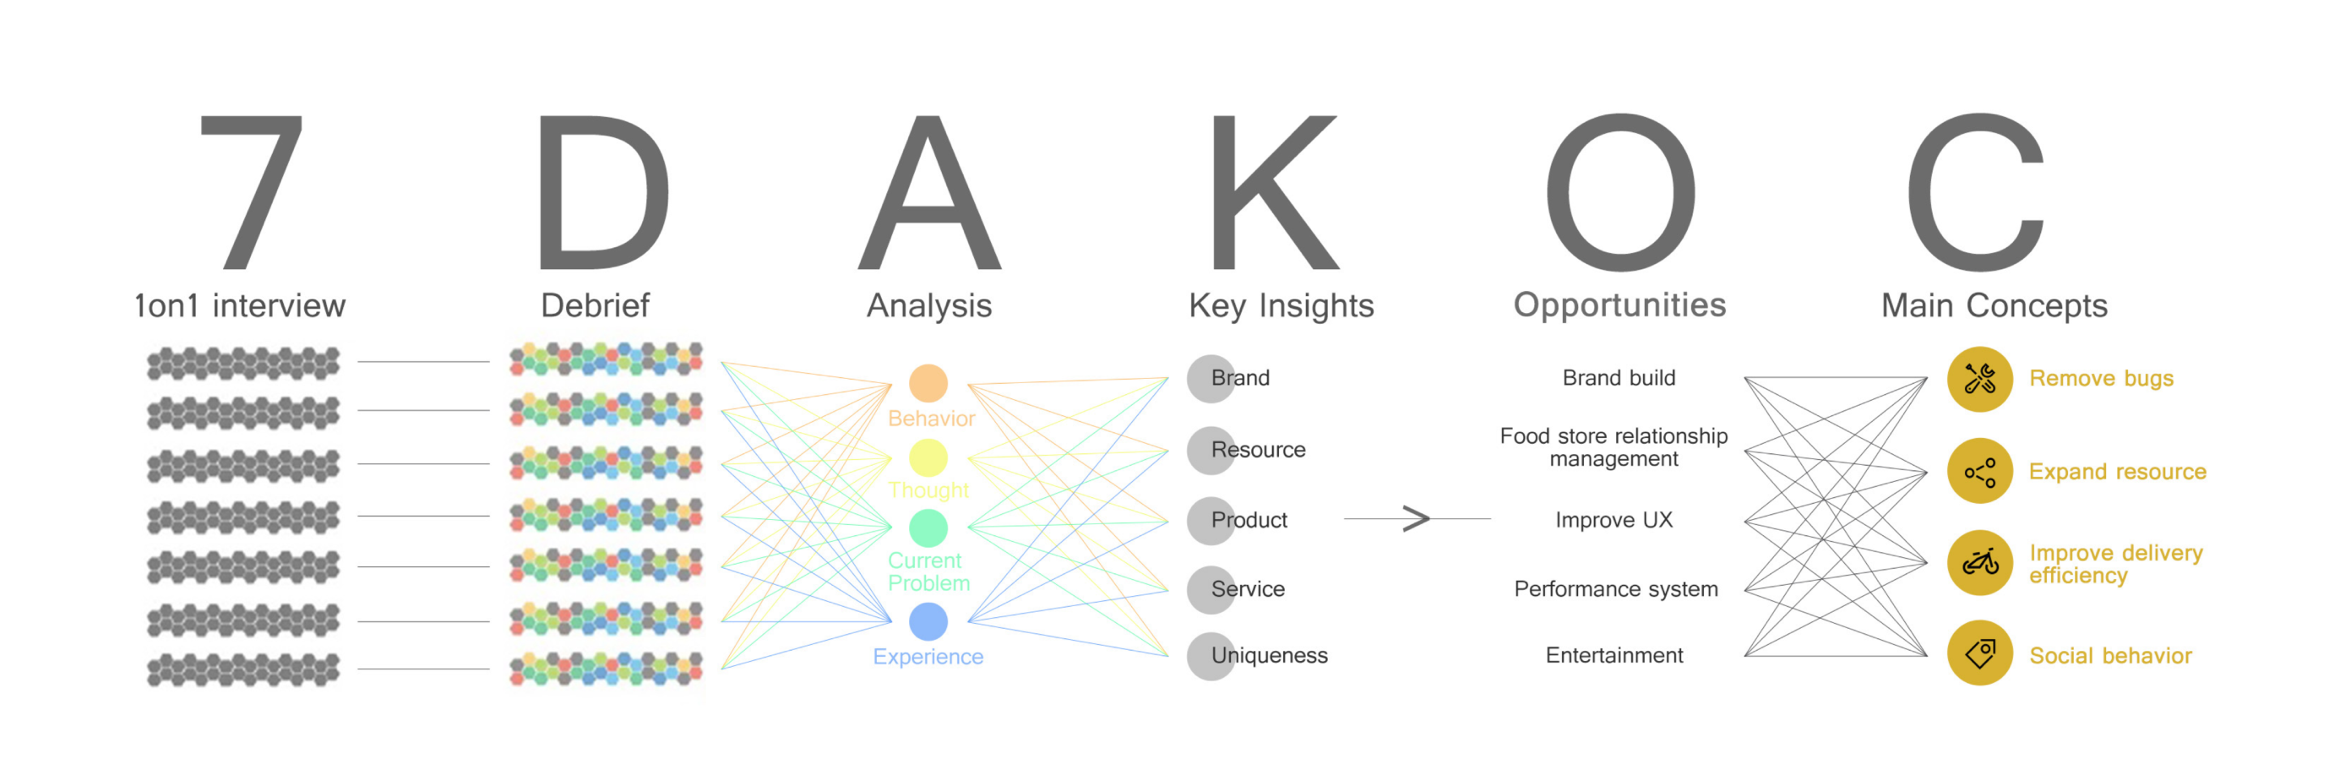 7 D A K O C
1on1 interview
Debrief
Analysis
Key Insights
Opportunities
Main Concepts
Behavior
Thought
Current
Problem
Experience
Brand
Resource
Product
Service
Uniqueness
>
Brand build
Food store relationship
management
Improve UX
Performance system
Entertainment
Remove bugs
Expand resource
Improve delivery
efficiency
Social behavior